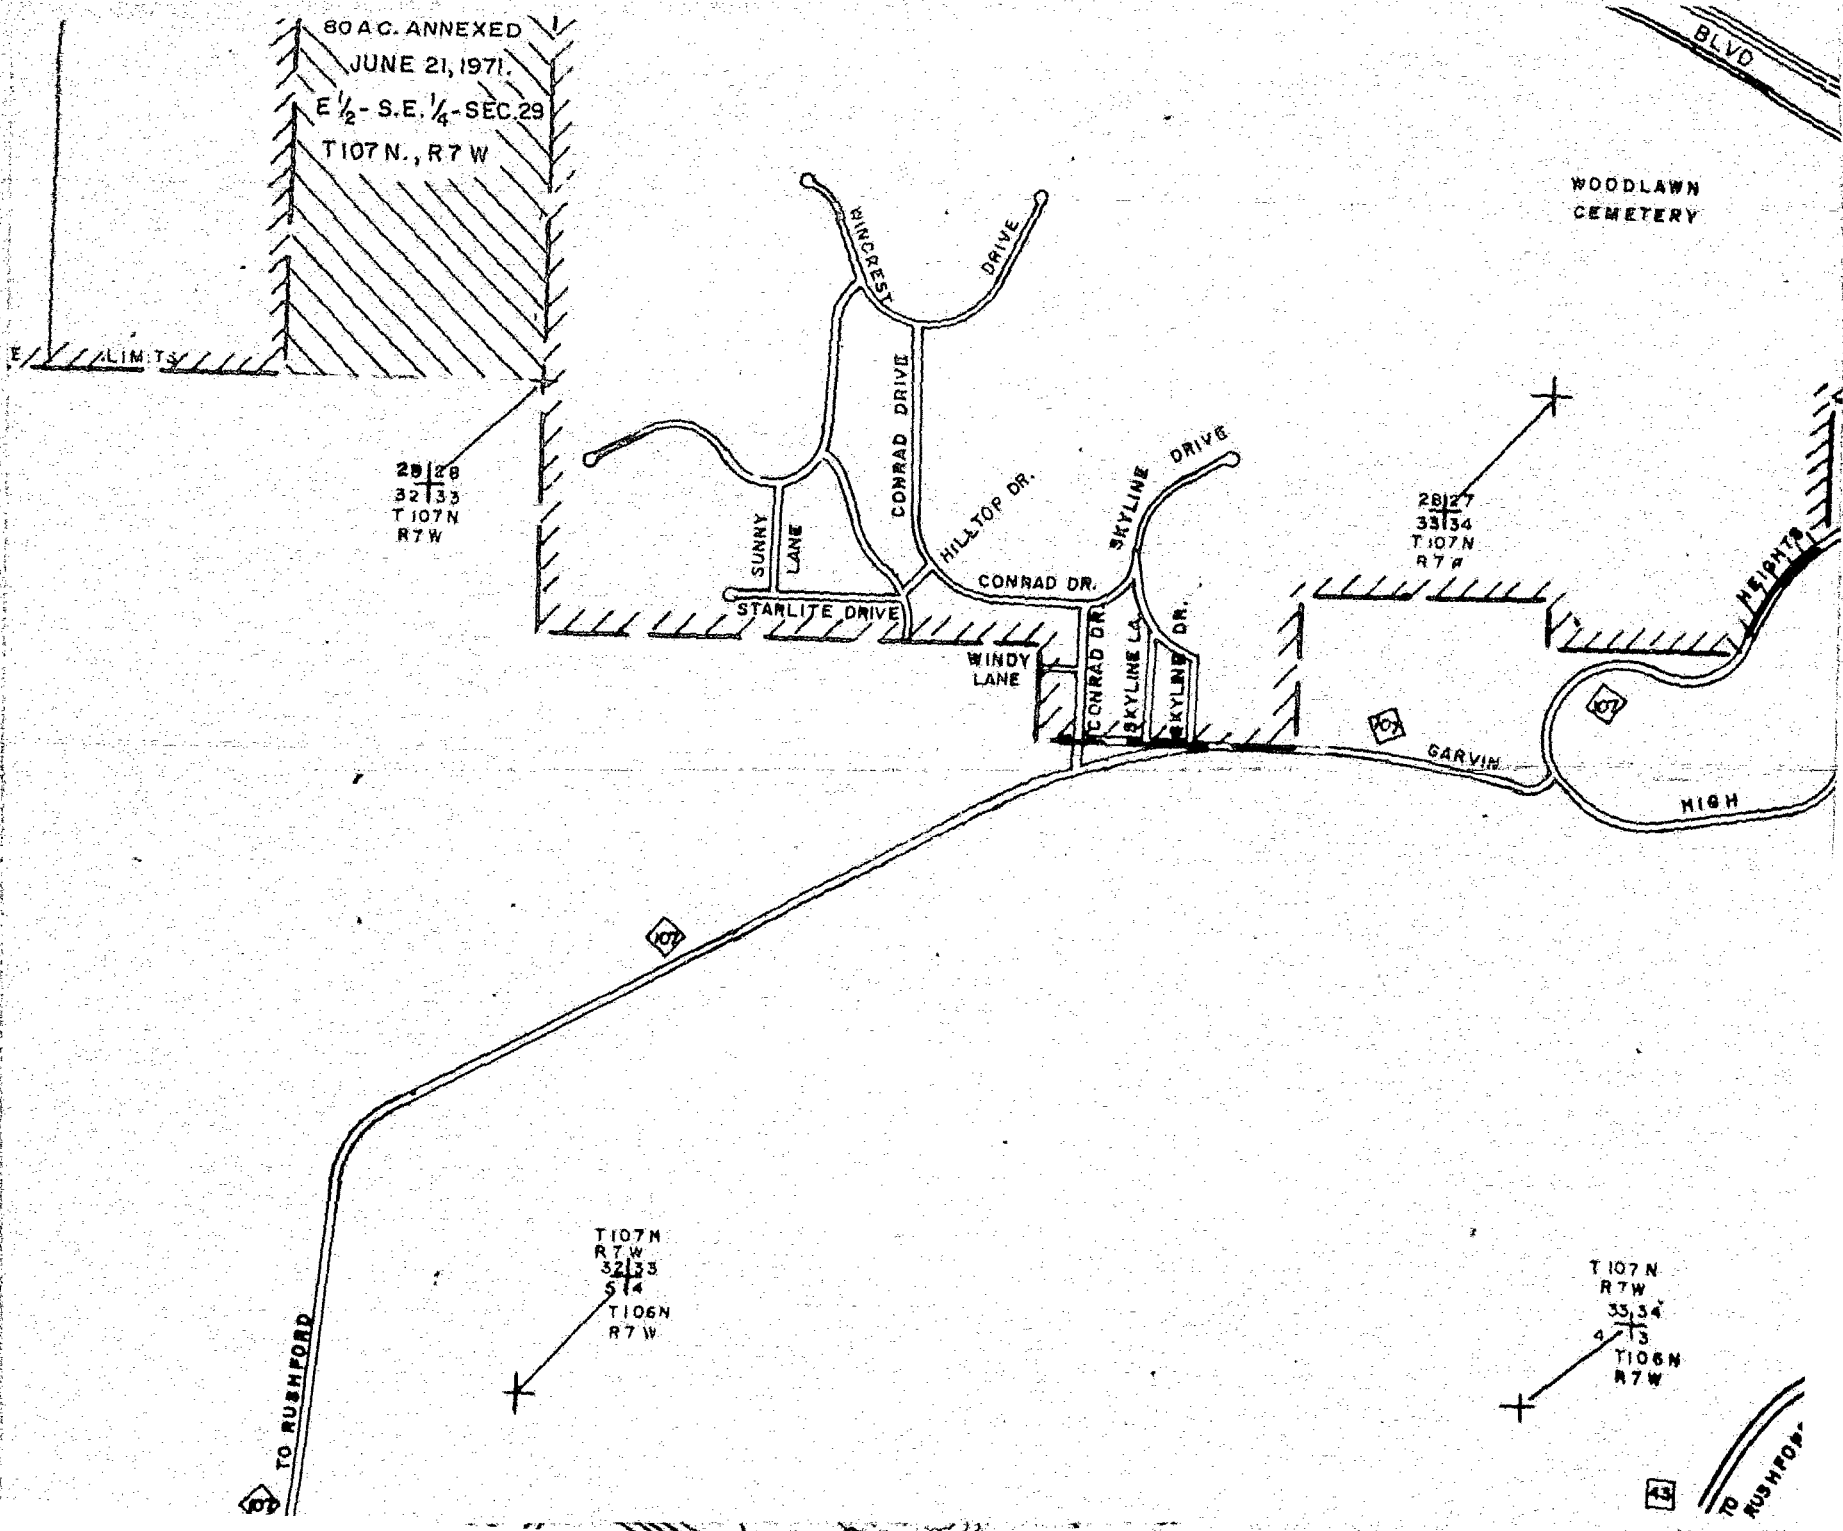 80 AC. ANNEXED
JUNE 21, 1971.
E 1/2 - S.E. 1/4 - SEC. 29
T107 N., R 7 W
BLVD
WOODLAWN
CEMETERY
WINCREST
DRIVE
E LIMITS
CONRAD DRIVE
SKYLINE DRIVE
HILLTOP DR.
29 28
32 33
T 107 N
R 7 W
28 27
33 34
T 107 N
R 7
SUNNY
LANE
HEIGHTS
CONRAD DR.
STARLITE DRIVE
CONRAD DR.
SKYLINE LA.
SKYLINE DR.
WINDY
LANE
107
107
GARVIN
HIGH
107
T 107 N
R 7 W
32 33
5 4
T 106 N
R 7 W
T 107 N
R 7 W
33 34
4 3
T 106 N
R 7 W
TO RUSHFORD
107
43
TO